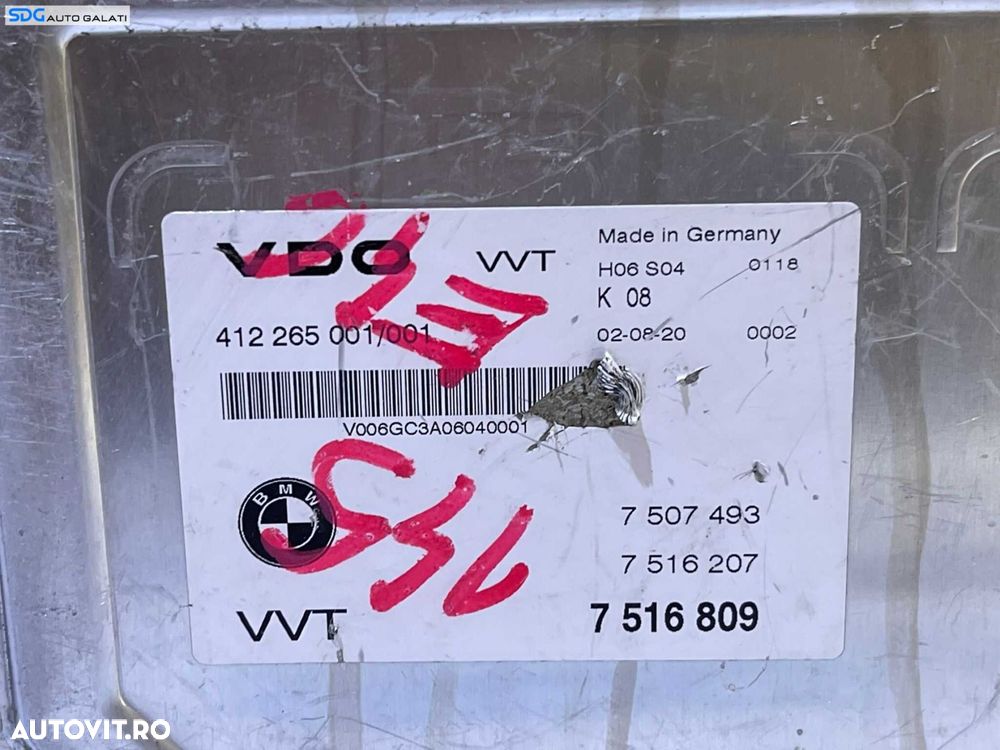 SDG AUTO GALATI
VDO VVT
Made in Germany
H06 S04 0118
K 08
412 265 001/001
02-08-20 0002
V006GC3A06040001
BMW
7 507 493
7 516 207
VVT
7 516 809
AUTOVIT.RO